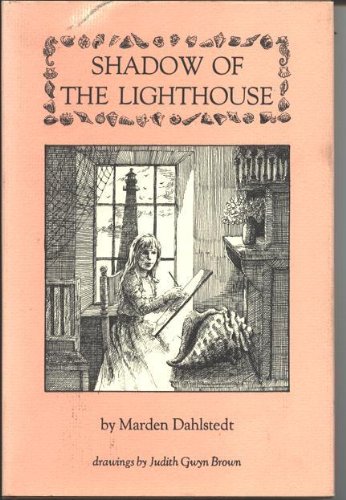 SHADOW OF
THE LIGHTHOUSE
by Marden Dahlstedt
drawings by Judith Gwyn Brown